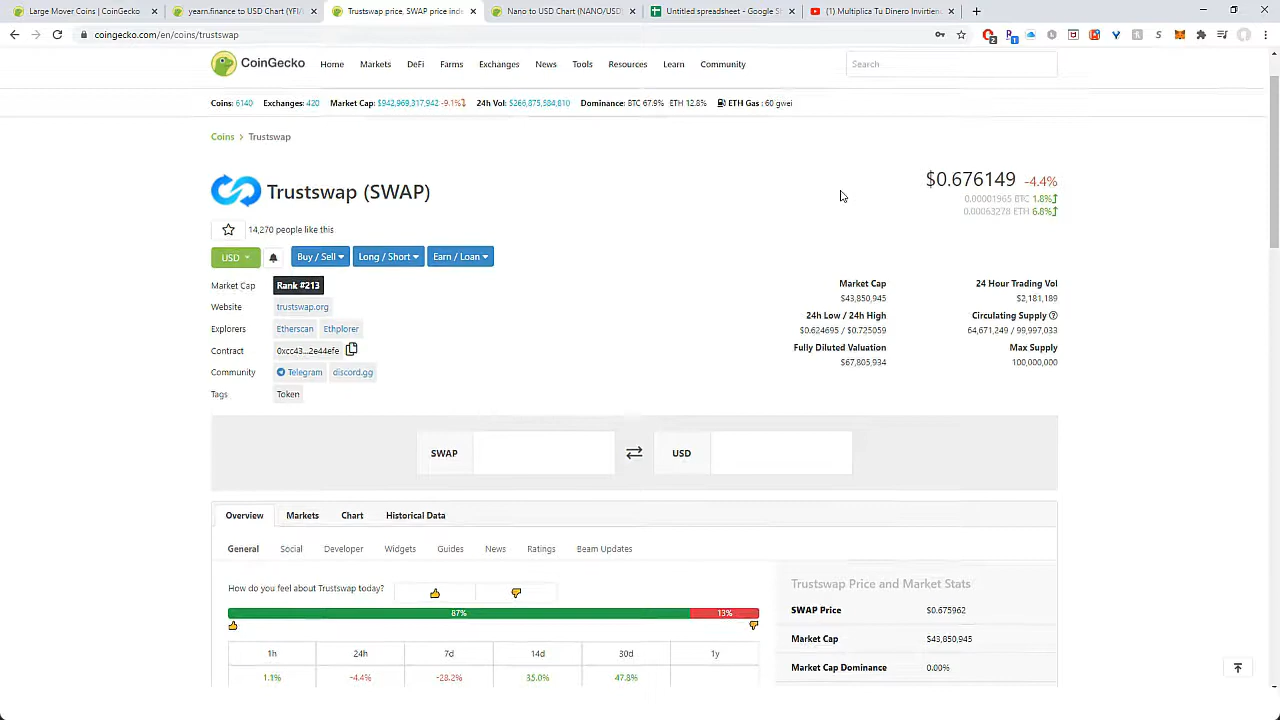 Large Mover Coins | CoinGecko
yearn.finance to USD Chart (YFI/
Trustswap price, SWAP price inde
Nano to USD Chart (NANO/USD)
Untitled spreadsheet - Google S
(1) Multiplica Tu Dinero Invirtien
coingecko.com/en/coins/trustswap
CoinGecko
Home
Markets
DeFi
Farms
Exchanges
News
Tools
Resources
Learn
Community
Search
Coins: 6140
Exchanges: 420
Market Cap: $942,969,317,942 -9.1%
24h Vol: $266,875,584,810
Dominance: BTC 67.9% ETH 12.8%
ETH Gas: 60 gwei
Coins > Trustswap
Trustswap (SWAP)
$0.676149 -4.4%
0.00001965 BTC 1.8%
0.00063278 ETH 6.8%
14,270 people like this
USD
Buy / Sell
Long / Short
Earn / Loan
Market Cap
Rank #213
Website
trustswap.org
Explorers
Etherscan
Ethplorer
Contract
0xcc43...2e44efe
Community
Telegram
discord.gg
Tags
Token
Market Cap
$43,850,945
24 Hour Trading Vol
$2,181,189
24h Low / 24h High
$0.624695 / $0.725059
Circulating Supply
64,671,249 / 99,997,033
Fully Diluted Valuation
$67,805,934
Max Supply
100,000,000
SWAP
USD
Overview
Markets
Chart
Historical Data
General
Social
Developer
Widgets
Guides
News
Ratings
Beam Updates
How do you feel about Trustswap today?
87%
13%
1h
24h
7d
14d
30d
1y
1.1%
-4.4%
-28.2%
35.0%
47.8%
Trustswap Price and Market Stats
SWAP Price
$0.675962
Market Cap
$43,850,945
Market Cap Dominance
0.00%